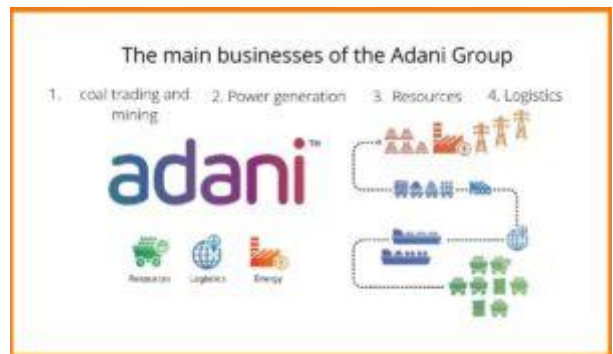 The main businesses of the Adani Group
1. coal trading and mining
2. Power generation
3. Resources
4. Logistics
adani™
Resources
Logistics
Energy